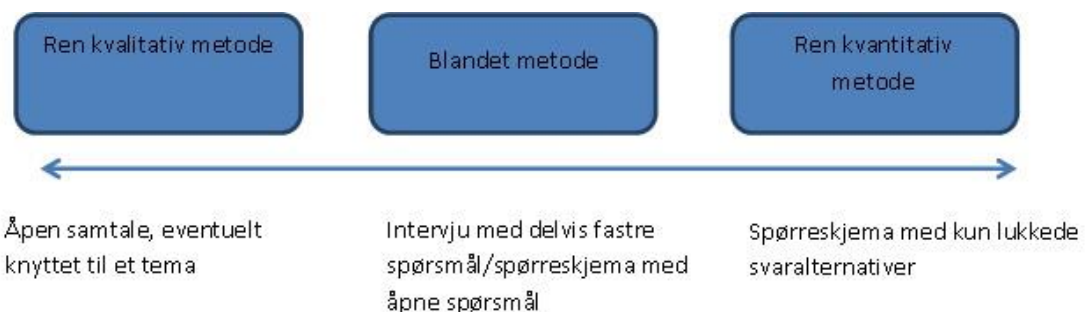 Ren kvalitativ metode
Blandet metode
Ren kvantitativ
metode
Åpen samtale, eventuelt
knyttet til et tema
Intervju med delvis fastre
spørsmål/spørreskjema med
åpne spørsmål
Spørreskjema med kun lukkede
svaralternativer